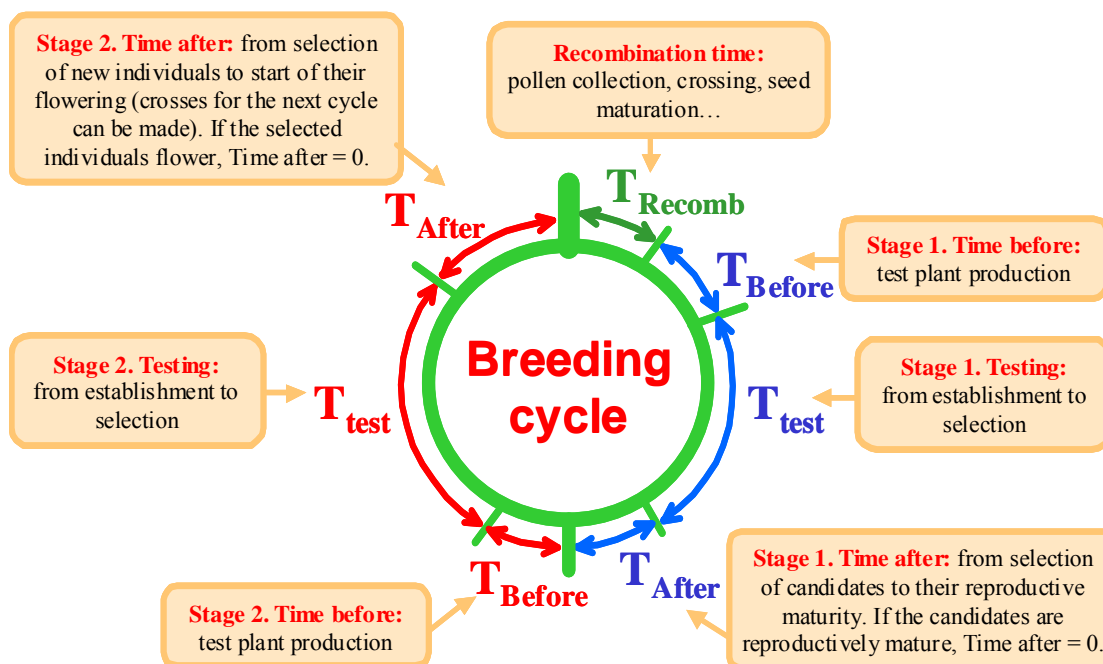 Stage 2. Time after: from selection
of new individuals to start of their
flowering (crosses for the next cycle
can be made). If the selected
individuals flower, Time after = 0.
Recombination time:
pollen collection, crossing, seed
maturation…
T After
T Recomb
Stage 1. Time before:
test plant production
T Before
Stage 2. Testing:
from establishment to
selection
T test
Breeding
cycle
T test
Stage 1. Testing:
from establishment to
selection
T Before
T After
Stage 2. Time before:
test plant production
Stage 1. Time after: from selection
of candidates to their reproductive
maturity. If the candidates are
reproductively mature, Time after = 0.